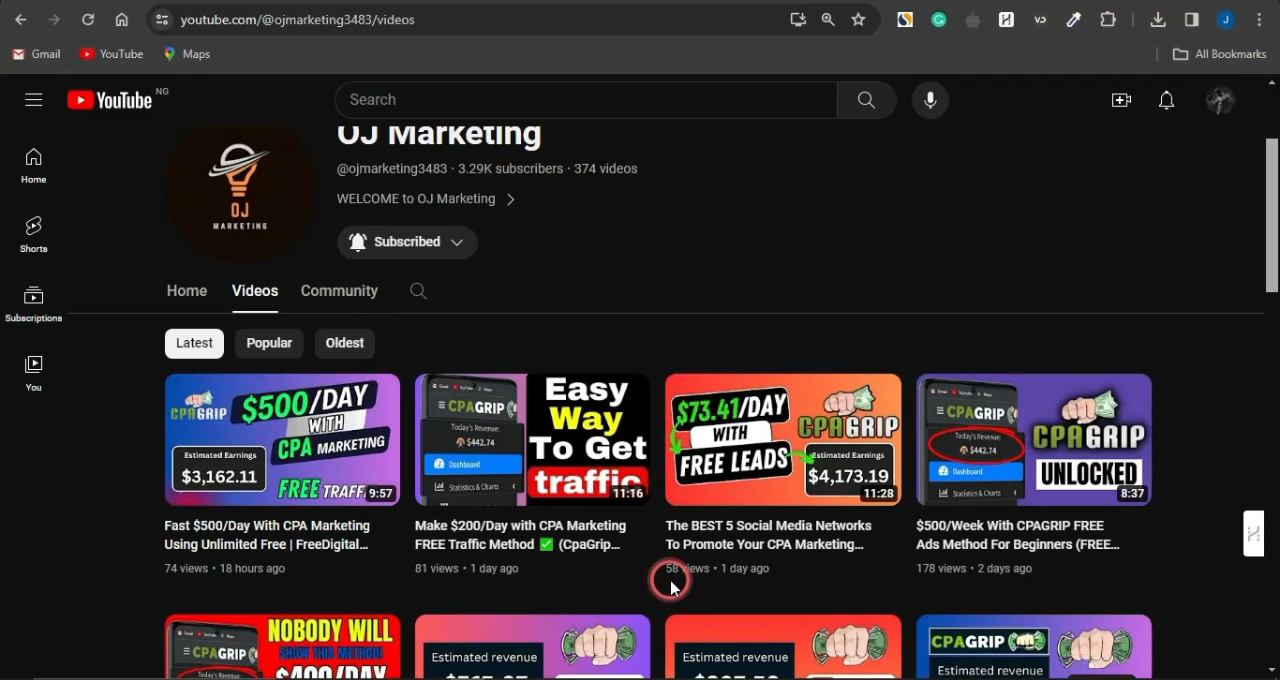 youtube.com/@ojmarketing3483/videos
Gmail
YouTube
Maps
All Bookmarks
YouTube NG
Search
OJ Marketing
@ojmarketing3483 · 3.29K subscribers · 374 videos
WELCOME to OJ Marketing
Subscribed
OJ
MARKETING
Home
Shorts
Subscriptions
You
Home
Videos
Community
Latest
Popular
Oldest
CPAGRIP
$500/DAY
WITH
CPA MARKETING
Estimated Earnings
$3,162.11
FREE TRAFF
9:57
Fast $500/Day With CPA Marketing
Using Unlimited Free | FreeDigital...
74 views · 18 hours ago
CPAGRIP
Today's Revenue:
$442.74
Dashboard
Statistics & Charts
Easy
Way
To Get
traffic
11:16
Make $200/Day with CPA Marketing
FREE Traffic Method ✅ (CpaGrip...
81 views · 1 day ago
$73.41/DAY
WITH
FREE LEADS
CPAGRIP
Estimated Earnings
$4,173.19
11:28
The BEST 5 Social Media Networks
To Promote Your CPA Marketing...
58 views · 1 day ago
CPAGRIP
Today's Revenue:
$442.74
Dashboard
Statistics & Charts
CPAGRIP
UNLOCKED
8:37
$500/Week With CPAGRIP FREE
Ads Method For Beginners (FREE...
178 views · 2 days ago
CPAGRIP
NOBODY WILL
SHOW THIS METHOD!
$400/DAY
Estimated revenue
Estimated revenue
CPAGRIP
Estimated revenue